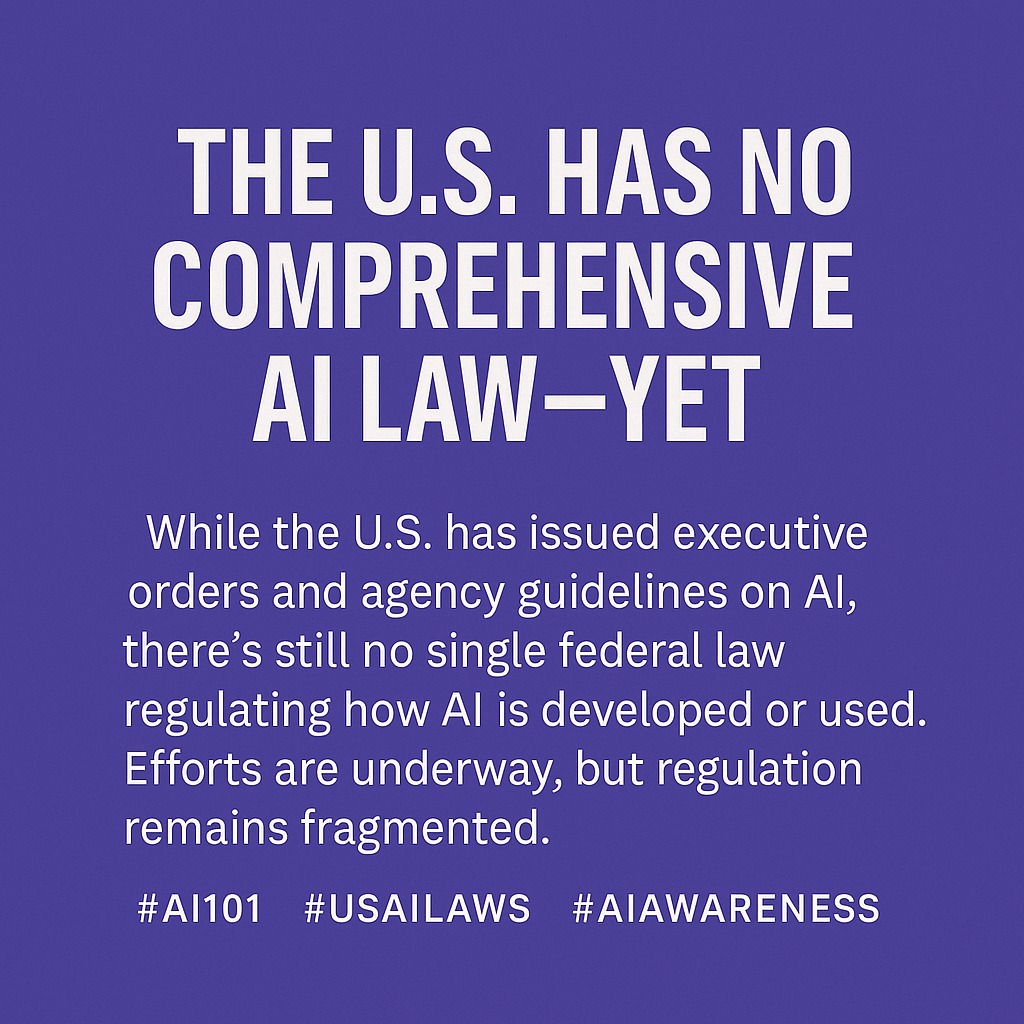 THE U.S. HAS NO
COMPREHENSIVE
AI LAW—YET
While the U.S. has issued executive
orders and agency guidelines on AI,
there’s still no single federal law
regulating how AI is developed or used.
Efforts are underway, but regulation
remains fragmented.
#AI101 #USAILAWS #AIAWARENESS